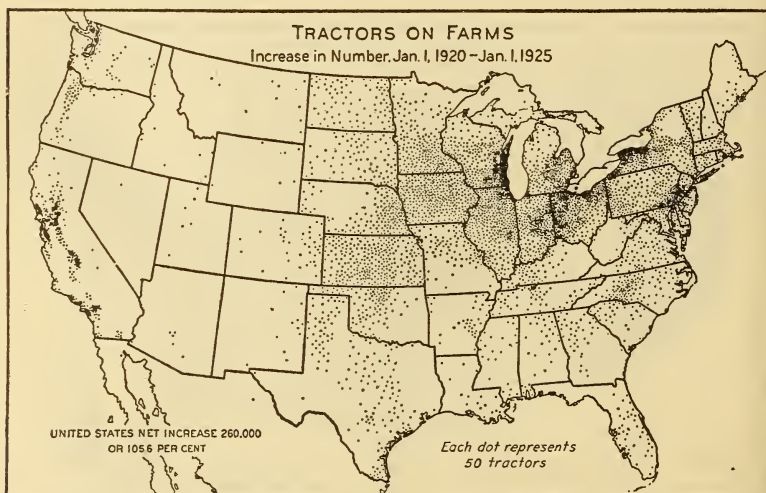 TRACTORS ON FARMS
Increase in Number, Jan. 1, 1920 - Jan. 1, 1925
UNITED STATES NET INCREASE 260,000
OR 105.6 PER CENT
Each dot represents
50 tractors